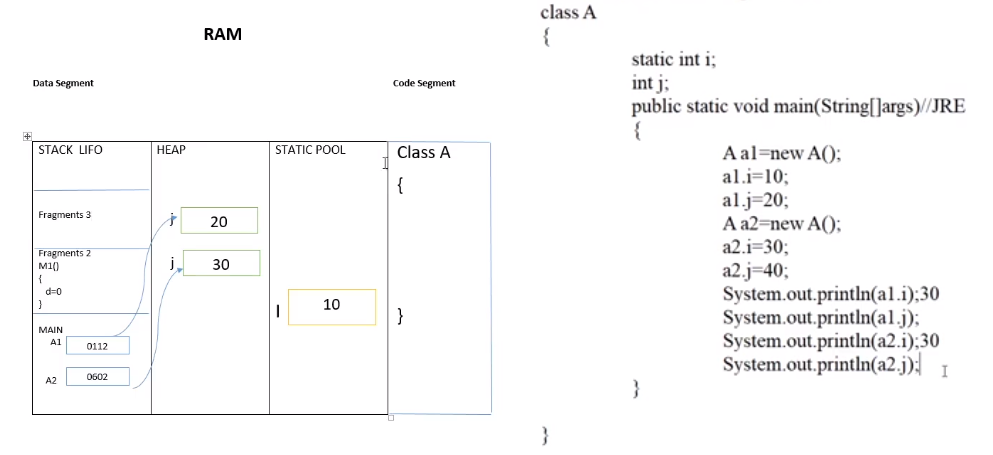 RAM
Data Segment
Code Segment
STACK LIFO
HEAP
STATIC POOL
Class A
{
Fragments 3
j
20
Fragments 2
M1()
{
d=0
}
j
30
I
10
}
MAIN
A1
0112
A2
0602
class A
{
static int i;
int j;
public static void main(String[]args)//JRE
{
A a1=new A();
a1.i=10;
a1.j=20;
A a2=new A();
a2.i=30;
a2.j=40;
System.out.println(a1.i);30
System.out.println(a1.j);
System.out.println(a2.i);30
System.out.println(a2.j);
}
}